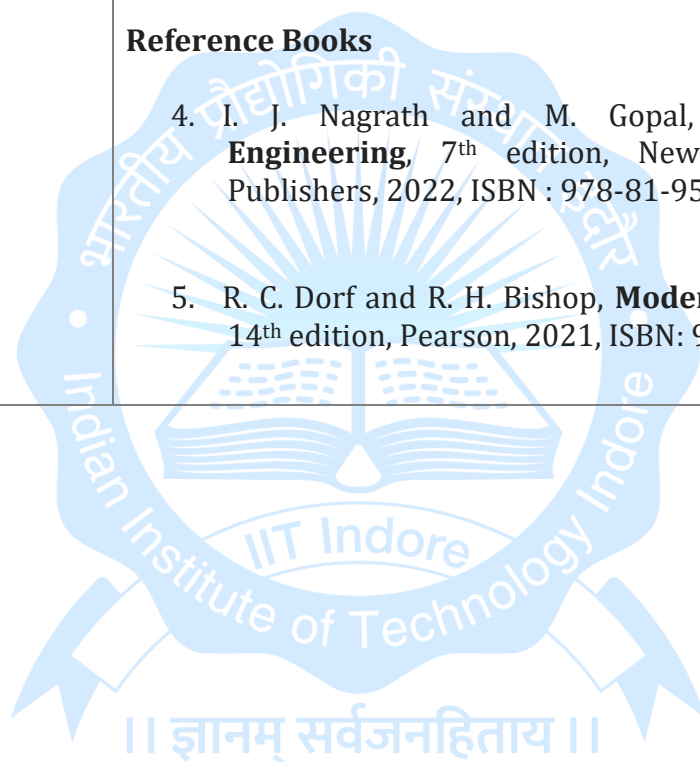 Reference Books
4. I. J. Nagrath and M. Gopal,
Engineering, 7th edition, New
Publishers, 2022, ISBN : 978-81-95
5. R. C. Dorf and R. H. Bishop, Moder
14th edition, Pearson, 2021, ISBN: 9
भारतीय प्रौद्योगिकी संस्थान इंदौर
Indian Institute of Technology Indore
IIT Indore
।। ज्ञानम् सर्वजनहिताय ।।